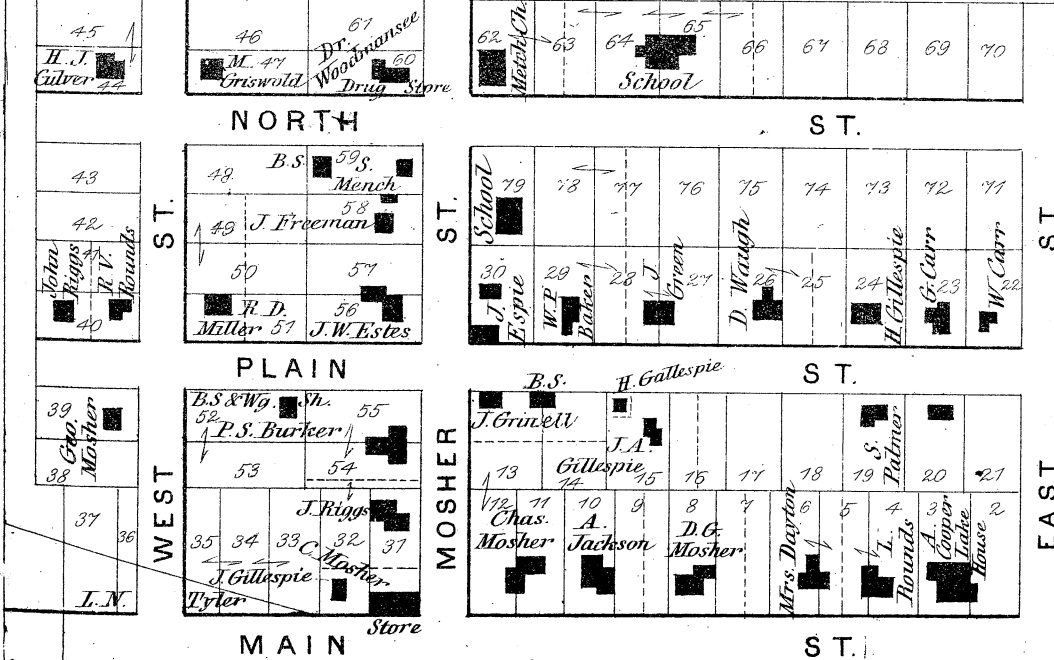 45
H. J.
Culver
44
46
M. 47
Griswold
61
Dr.
Woodmansee
60
Drug Store
62
Meth. Ch.
63
64
65
School
66
67
68
69
70
NORTH ST.
43
42
41
John
Riggs
R. V.
Rounds
40
WEST ST.
48
B.S.
59 S.
Mench
49
58
J. Freeman
50
57
R. D.
Miller 51
56
J. W. Estes
MOSHER ST.
School
79
78
77
76
75
74
73
72
71
30
J.
Espie
29
W. P.
Baker
28
J.
Green
27
D. Waugh
26
25
24
H Gillespie
G. Carr
23
W Carr
22
EAST ST
PLAIN ST.
39
Geo.
Mosher
38
37
36
L. N.
Tyler
B.S & Wg. Sh.
52
P. S. Burker
55
53
54
J. Riggs
35
34
33
32
31
C. Mosher
J. Gillespie
Store
B.S.
J. Grinell
H. Gallespie
J. A.
Gillespie
13
14
15
16
17
18
19
S.
Palmer
20
21
12
11
10
9
8
7
6
5
4
3
2
Chas.
Mosher
A.
Jackson
D. G.
Mosher
Mrs. Dayton
L.
Rounds
A.
Cooper
Lake
House
MAIN ST.